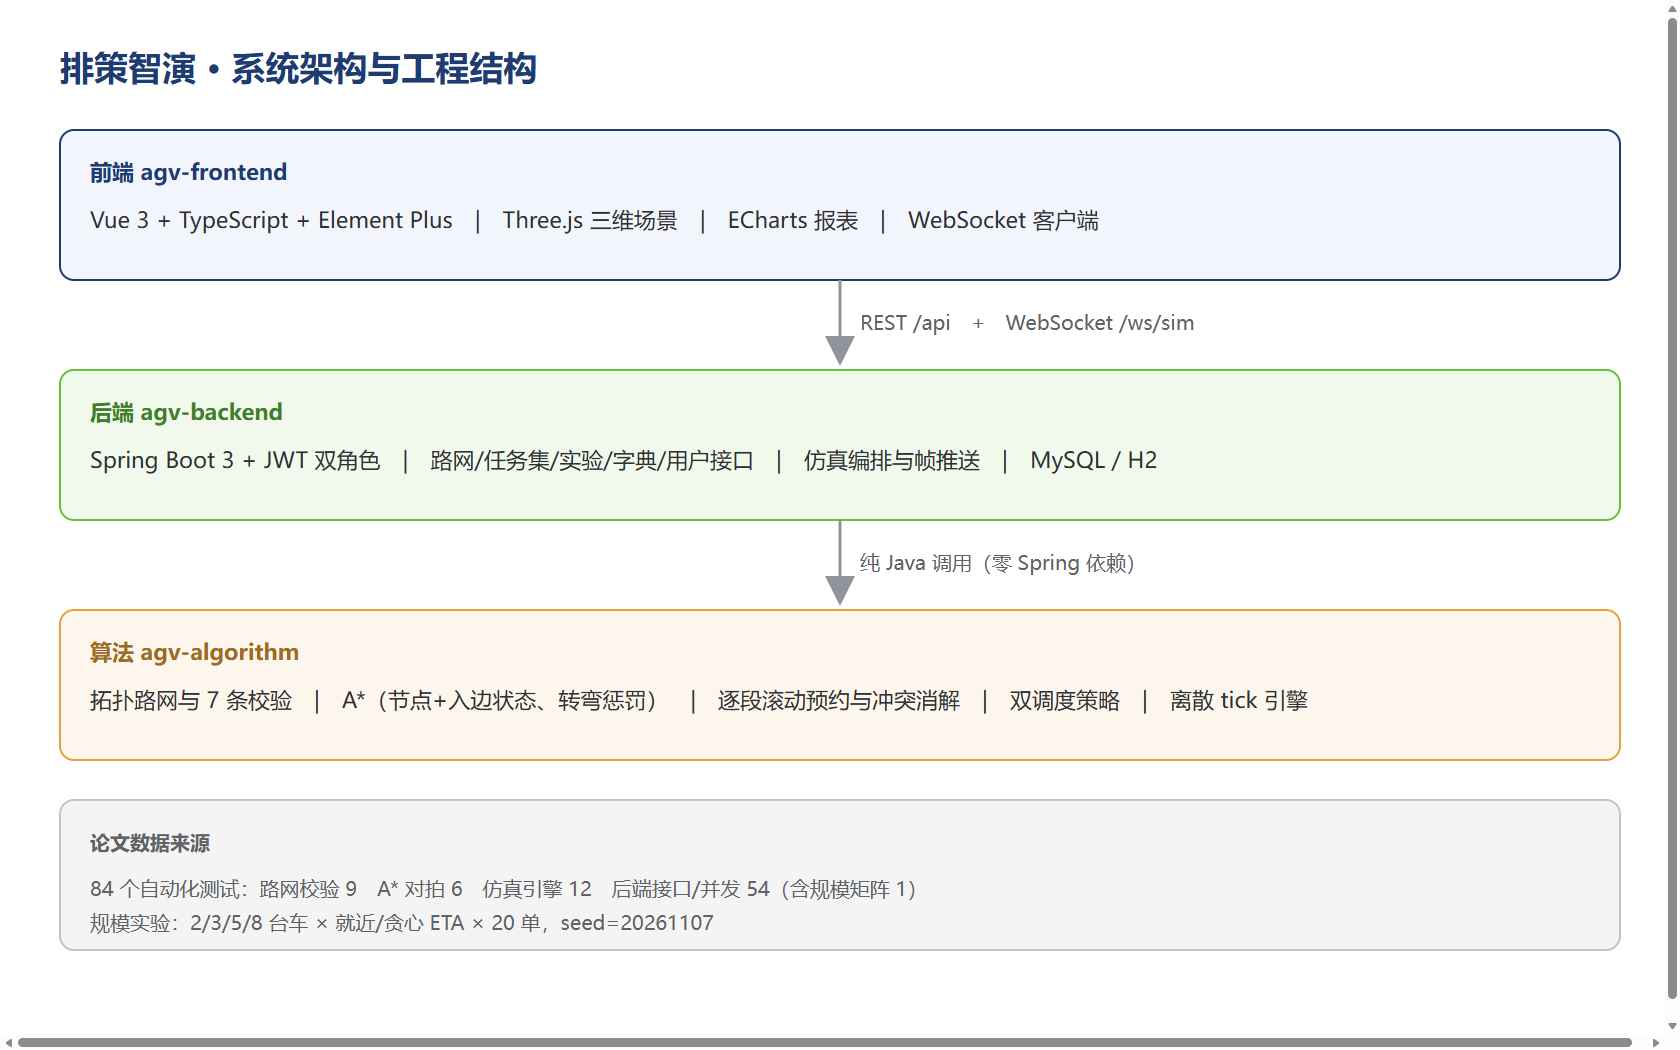 排策智演 · 系统架构与工程结构
前端 agv-frontend
Vue 3 + TypeScript + Element Plus | Three.js 三维场景 | ECharts 报表 | WebSocket 客户端
REST /api + WebSocket /ws/sim
后端 agv-backend
Spring Boot 3 + JWT 双角色 | 路网/任务集/实验/字典/用户接口 | 仿真编排与帧推送 | MySQL / H2
纯 Java 调用（零 Spring 依赖）
算法 agv-algorithm
拓扑路网与 7 条校验 | A*（节点+入边状态、转弯惩罚） | 逐段滚动预约与冲突消解 | 双调度策略 | 离散 tick 引擎
论文数据来源
84 个自动化测试：路网校验 9 A* 对拍 6 仿真引擎 12 后端接口/并发 54（含规模矩阵 1）
规模实验：2/3/5/8 台车 × 就近/贪心 ETA × 20 单，seed=20261107